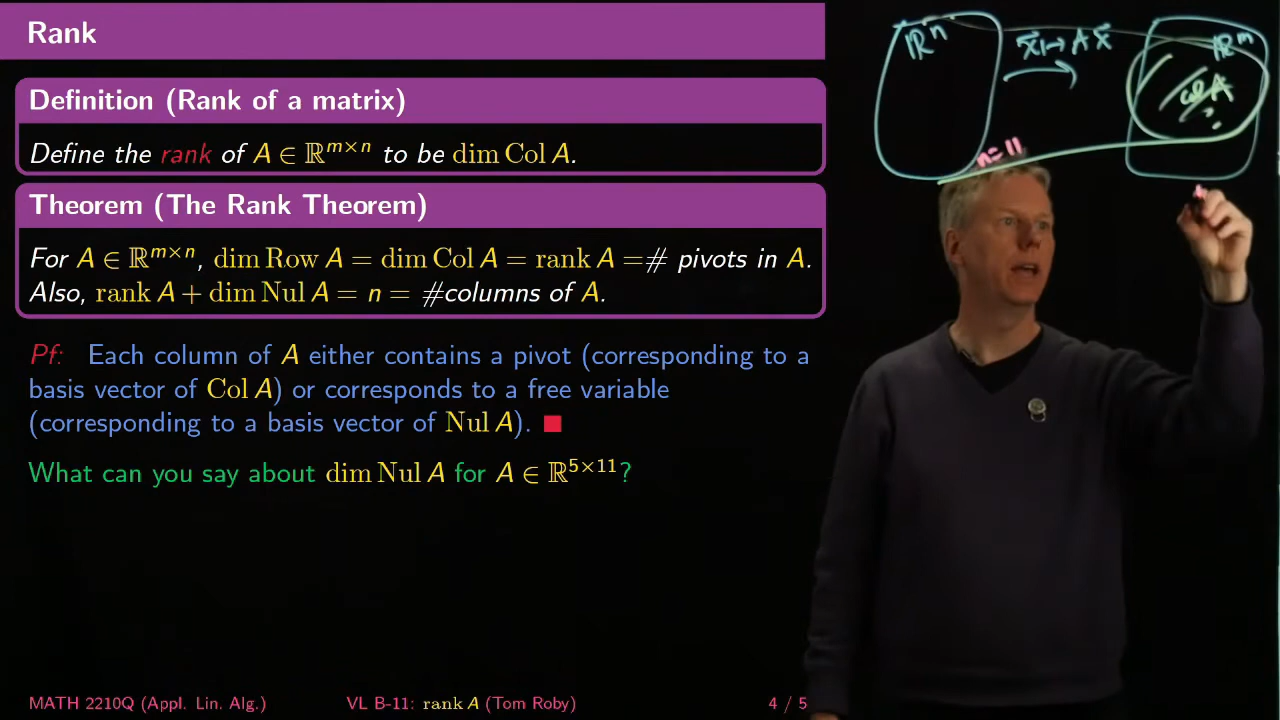 Rank
Definition (Rank of a matrix)
Define the rank of A ∈ ℝ^{m×n} to be dim Col A.
Theorem (The Rank Theorem)
For A ∈ ℝ^{m×n}, dim Row A = dim Col A = rank A =# pivots in A.
Also, rank A + dim Nul A = n = #columns of A.
Pf: Each column of A either contains a pivot (corresponding to a
basis vector of Col A) or corresponds to a free variable
(corresponding to a basis vector of Nul A). ■
What can you say about dim Nul A for A ∈ ℝ^{5×11}?
MATH 2210Q (Appl. Lin. Alg.) VL B-11: rank A (Tom Roby) 4 / 5
ℝ^n
x⃗ ↦ A x⃗
ℝ^m
Col A
n=11